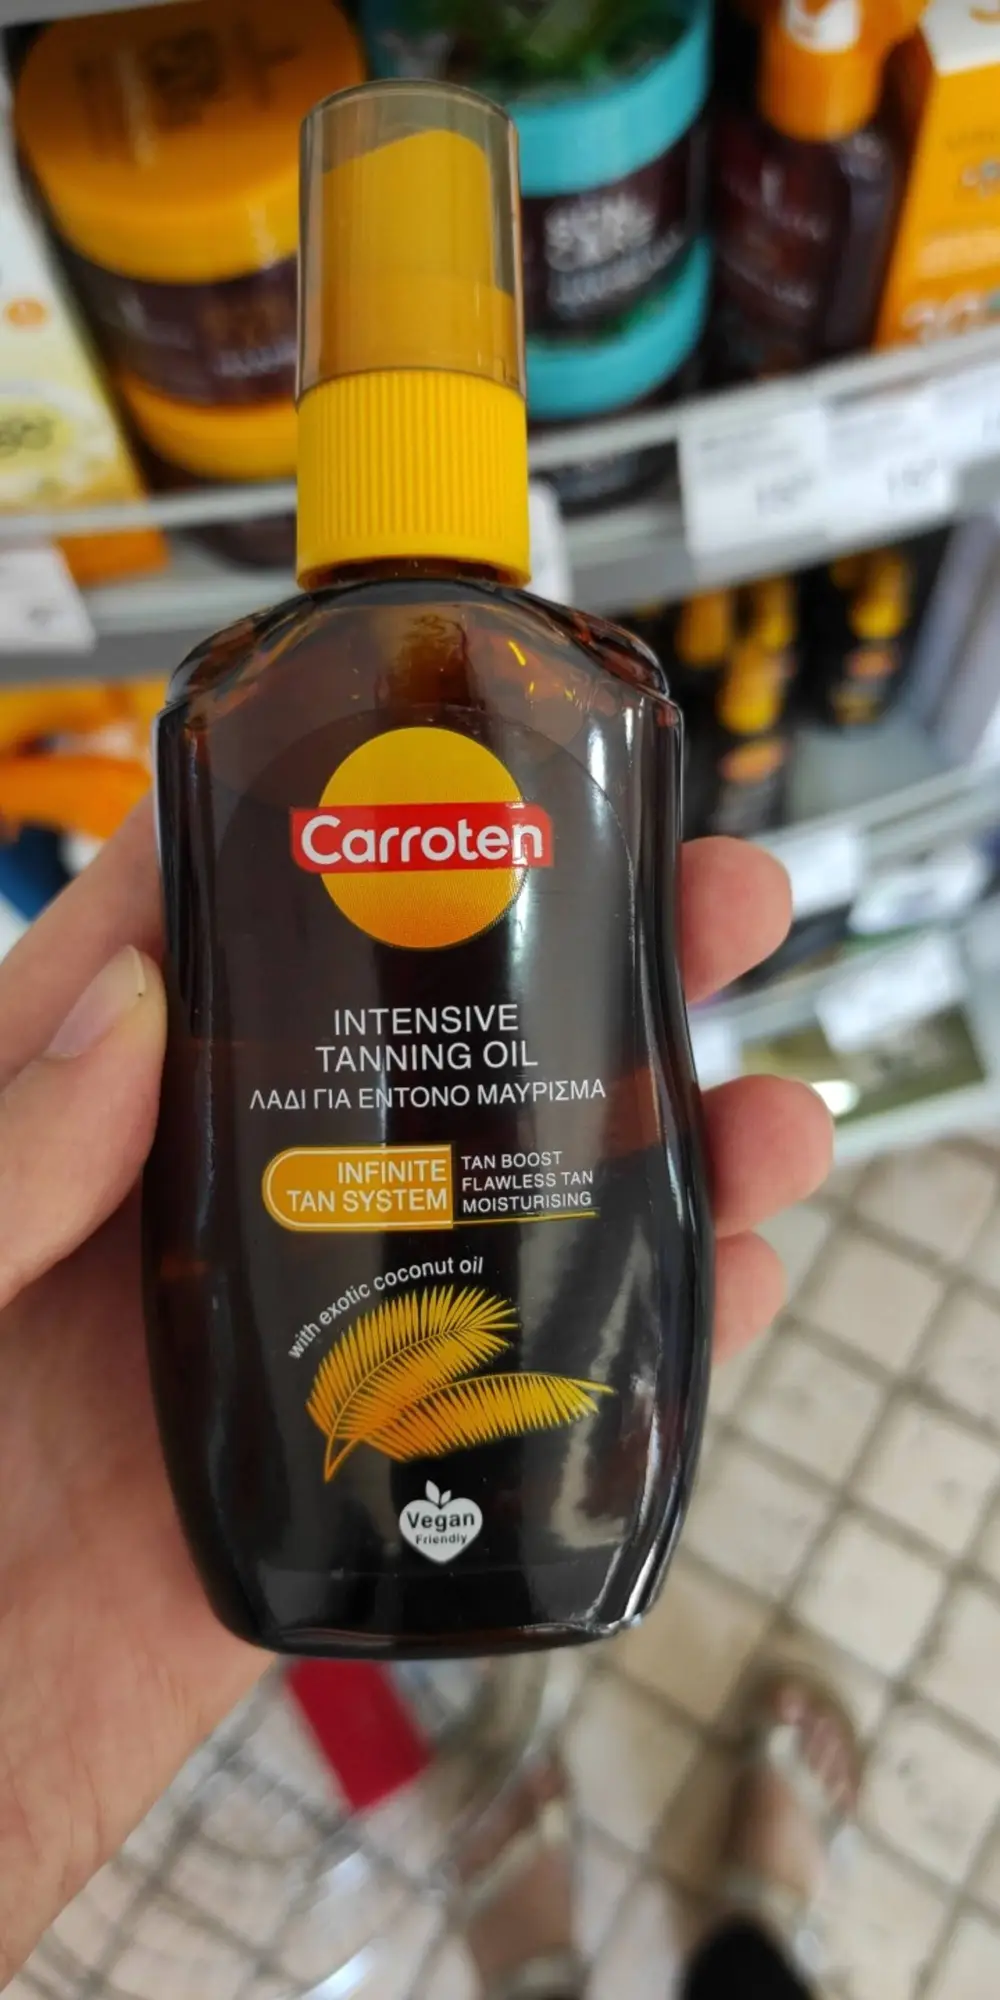 Carroten
INTENSIVE
TANNING OIL
ΛΑΔΙ ΓΙΑ ΕΝΤΟΝΟ ΜΑΥΡΙΣΜΑ
INFINITE
TAN SYSTEM
TAN BOOST
FLAWLESS TAN
MOISTURISING
with exotic coconut oil
Vegan
Friendly